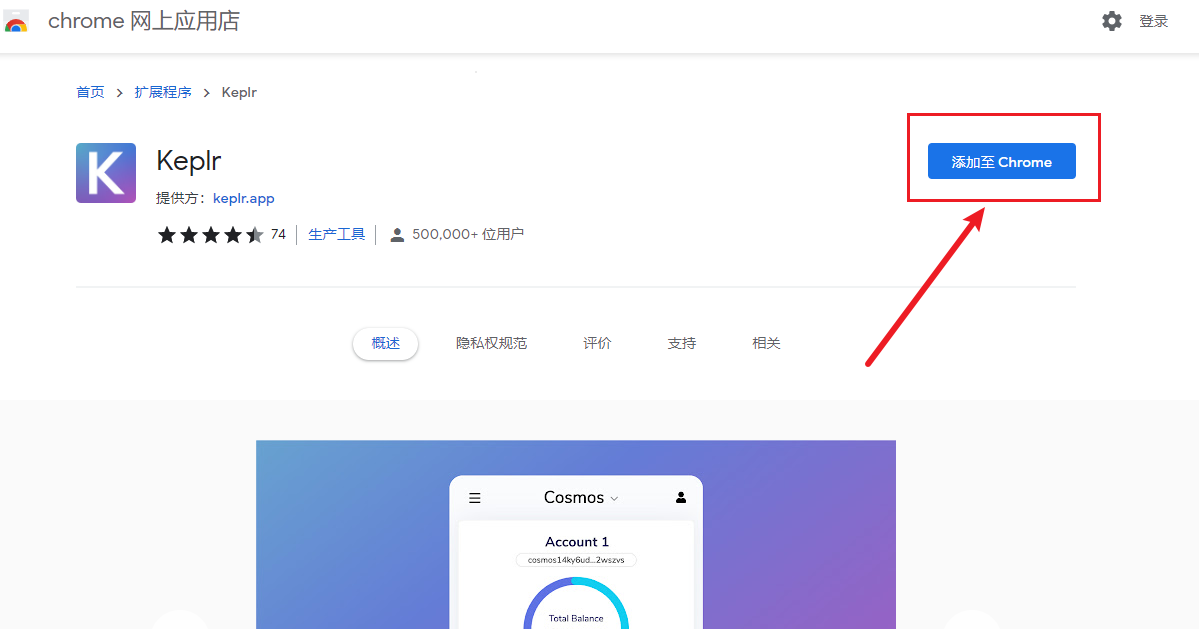 chrome 网上应用店
登录
首页 > 扩展程序 > Keplr
K
Keplr
添加至 Chrome
提供方: keplr.app
74 生产工具 500,000+ 位用户
概述 隐私权规范 评价 支持 相关
Cosmos
Account 1
cosmos14ky6ud...2wszvs
Total Balance